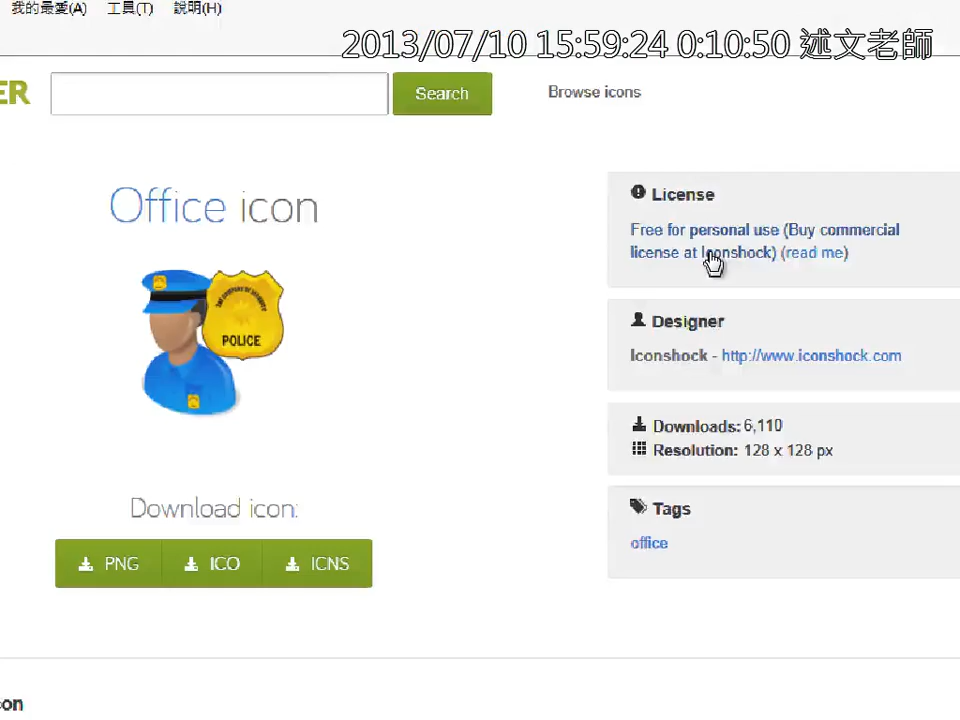 我的最愛(A) 工具(T) 說明(H)
2013/07/10 15:59:24 0:10:50 述文老師
ER
Search
Browse icons
Office icon
POLICE
Download icon:
PNG
ICO
ICNS
License
Free for personal use (Buy commercial
license at Iconshock) (read me)
Designer
Iconshock - http://www.iconshock.com
Downloads: 6,110
Resolution: 128 x 128 px
Tags
office
con